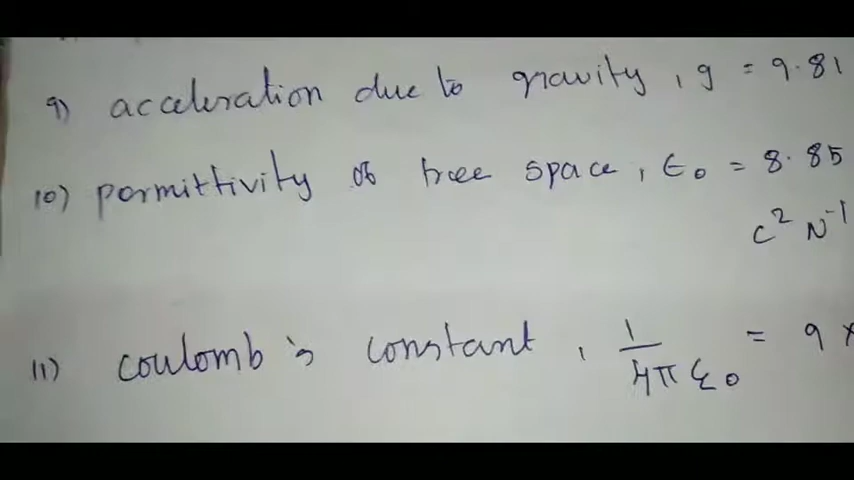 9) acceleration due to gravity, g = 9.81
10) permittivity of free space, ϵ₀ = 8.85
C² N⁻¹
11) coulomb's constant, 1/4πε₀ = 9 ×